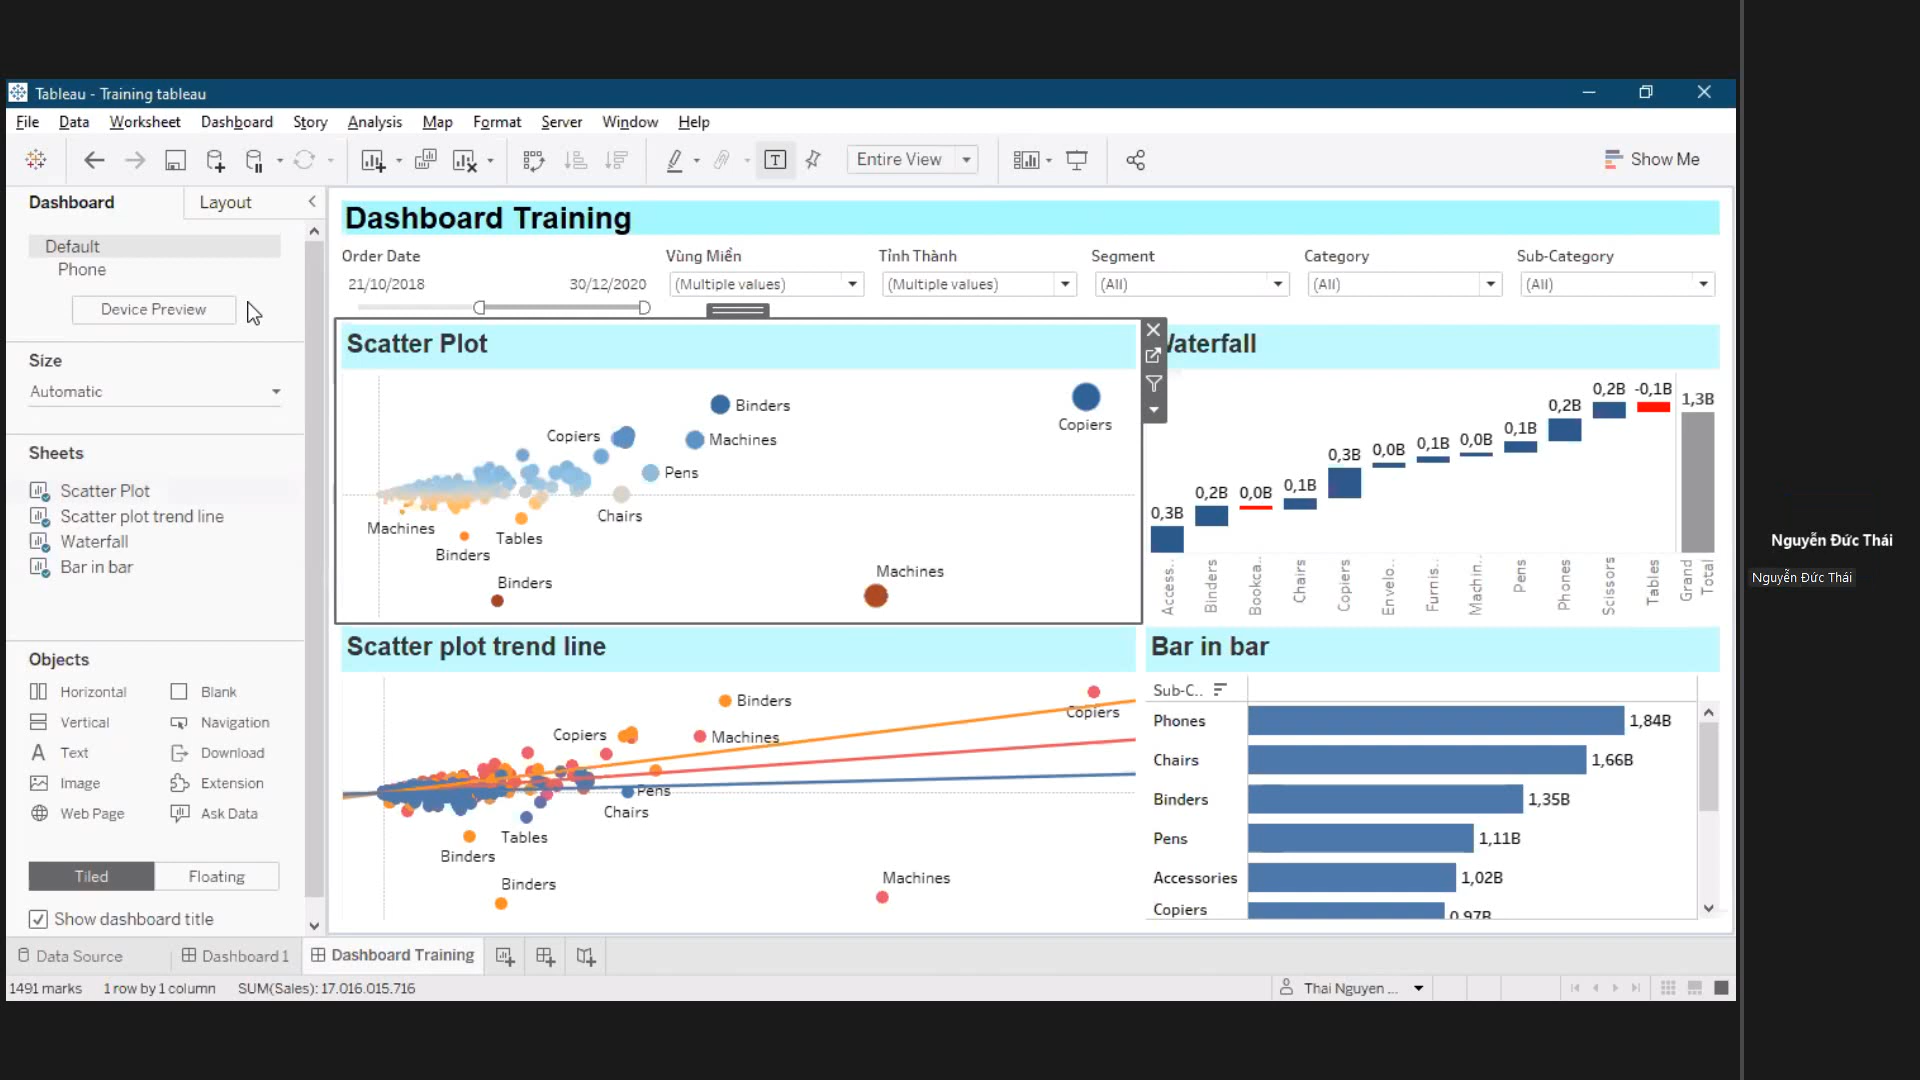 Tableau - Training tableau
File Data Worksheet Dashboard Story Analysis Map Format Server Window Help
Entire View
Show Me
Dashboard Layout
Default
Phone
Device Preview
Size
Automatic
Sheets
Scatter Plot
Scatter plot trend line
Waterfall
Bar in bar
Objects
Horizontal Blank
Vertical Navigation
Text Download
Image Extension
Web Page Ask Data
Tiled Floating
Show dashboard title
Dashboard Training
Order Date Vùng Miền Tỉnh Thành Segment Category Sub-Category
21/10/2018 30/12/2020 (Multiple values) (Multiple values) (All) (All) (All)
Scatter Plot
Binders
Copiers
Copiers
Machines
Pens
Chairs
Machines
Tables
Binders
Machines
Binders
Waterfall
0,3B 0,2B 0,0B 0,1B 0,3B 0,0B 0,1B 0,0B 0,1B 0,2B 0,2B -0,1B 1,3B
Access..
Binders
Bookca..
Chairs
Copiers
Envelo..
Furnis..
Machin..
Pens
Phones
Scissors
Tables
Grand Total
Scatter plot trend line
Binders
Copiers
Copiers
Machines
Pens
Chairs
Tables
Binders
Machines
Binders
Bar in bar
Sub-C..
Phones 1,84B
Chairs 1,66B
Binders 1,35B
Pens 1,11B
Accessories 1,02B
Copiers 0,97B
Data Source Dashboard 1 Dashboard Training
1491 marks 1 row by 1 column SUM(Sales): 17.016.015.716
Thai Nguyen ...
Nguyễn Đức Thái
Nguyễn Đức Thái